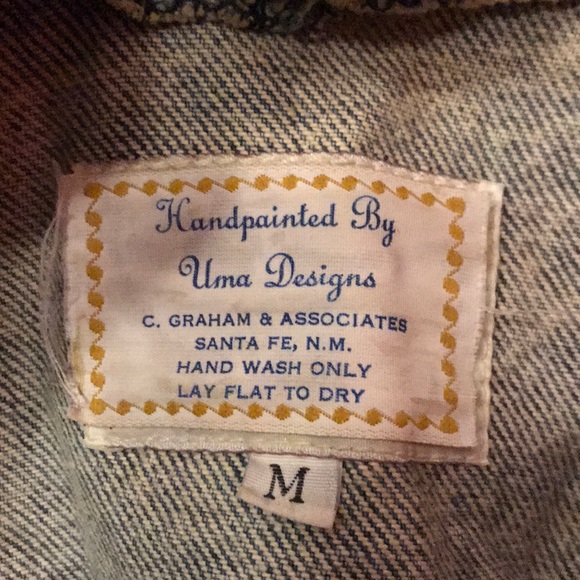 Handpainted By
Uma Designs
C. GRAHAM & ASSOCIATES
SANTA FE, N.M.
HAND WASH ONLY
LAY FLAT TO DRY
M